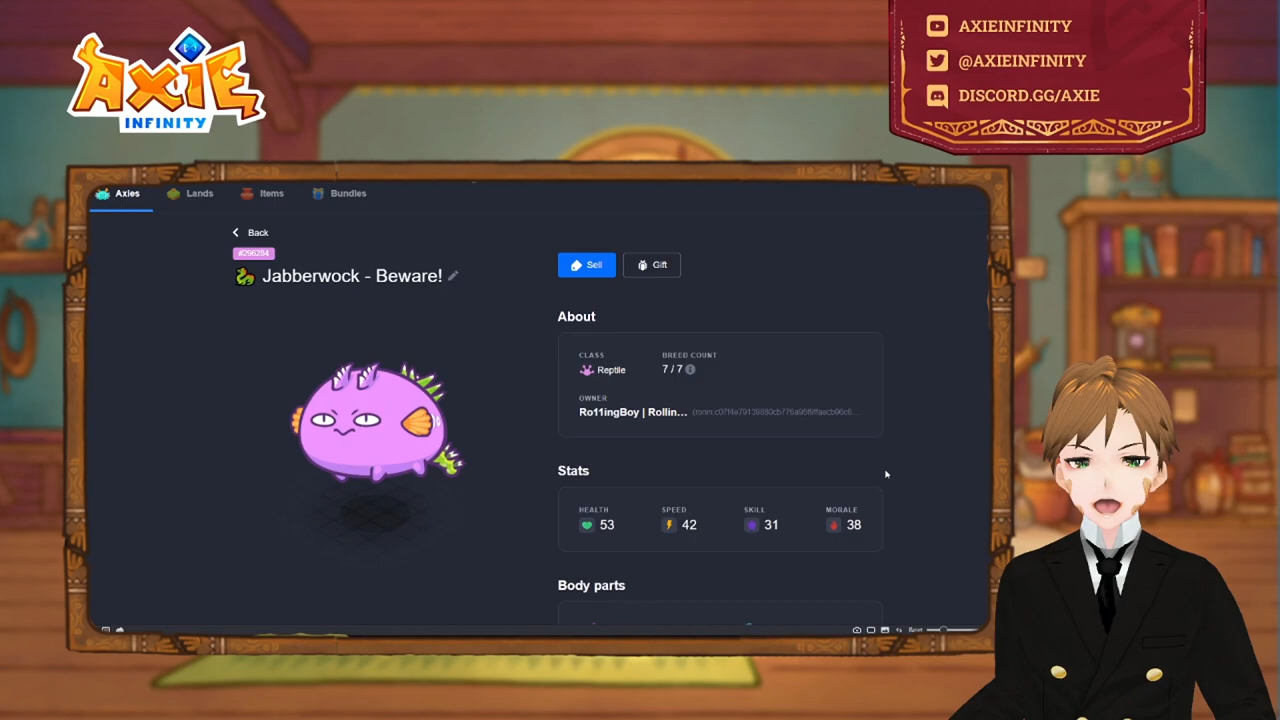 AXIE
INFINITY
AXIEINFINITY
@AXIEINFINITY
DISCORD.GG/AXIE
Axies
Lands
Items
Bundles
Back
#296284
Jabberwock - Beware!
Sell
Gift
About
CLASS
BREED COUNT
Reptile
7 / 7
OWNER
Ro11ingBoy | Rollin...
Stats
HEALTH
SPEED
SKILL
MORALE
53
42
31
38
Body parts
Reset